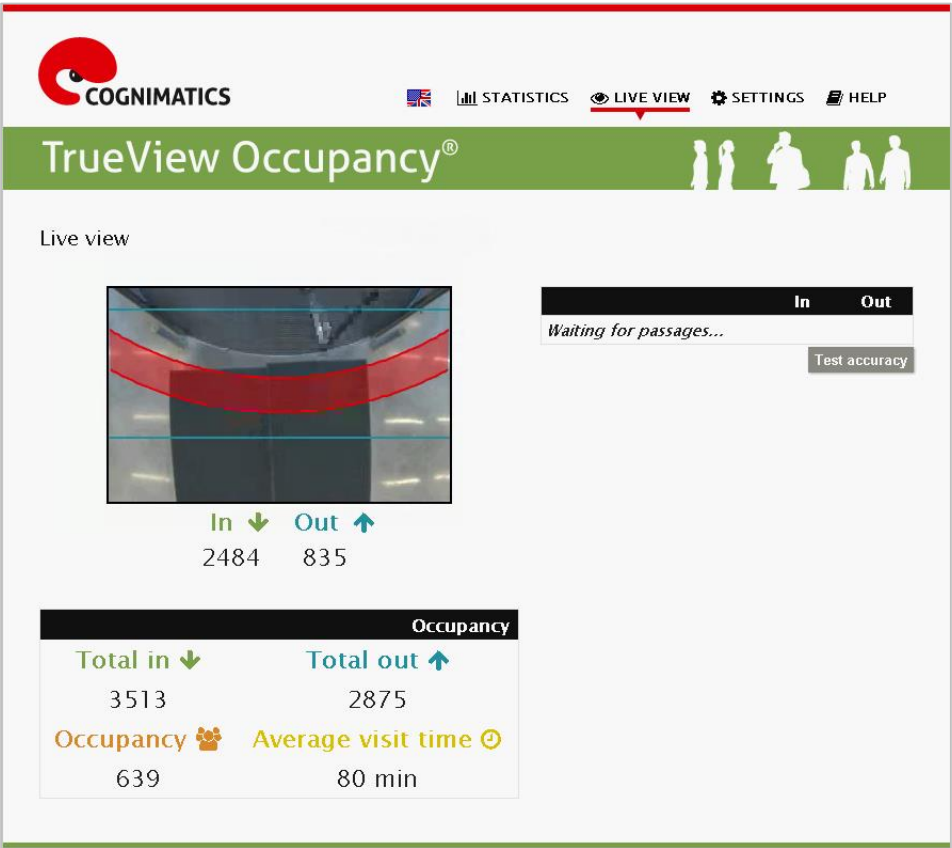 COGNIMATICS
STATISTICS LIVE VIEW SETTINGS HELP
TrueView Occupancy®
Live view
In Out
Waiting for passages...
Test accuracy
In Out
2484 835
Occupancy
Total in Total out
3513 2875
Occupancy Average visit time
639 80 min